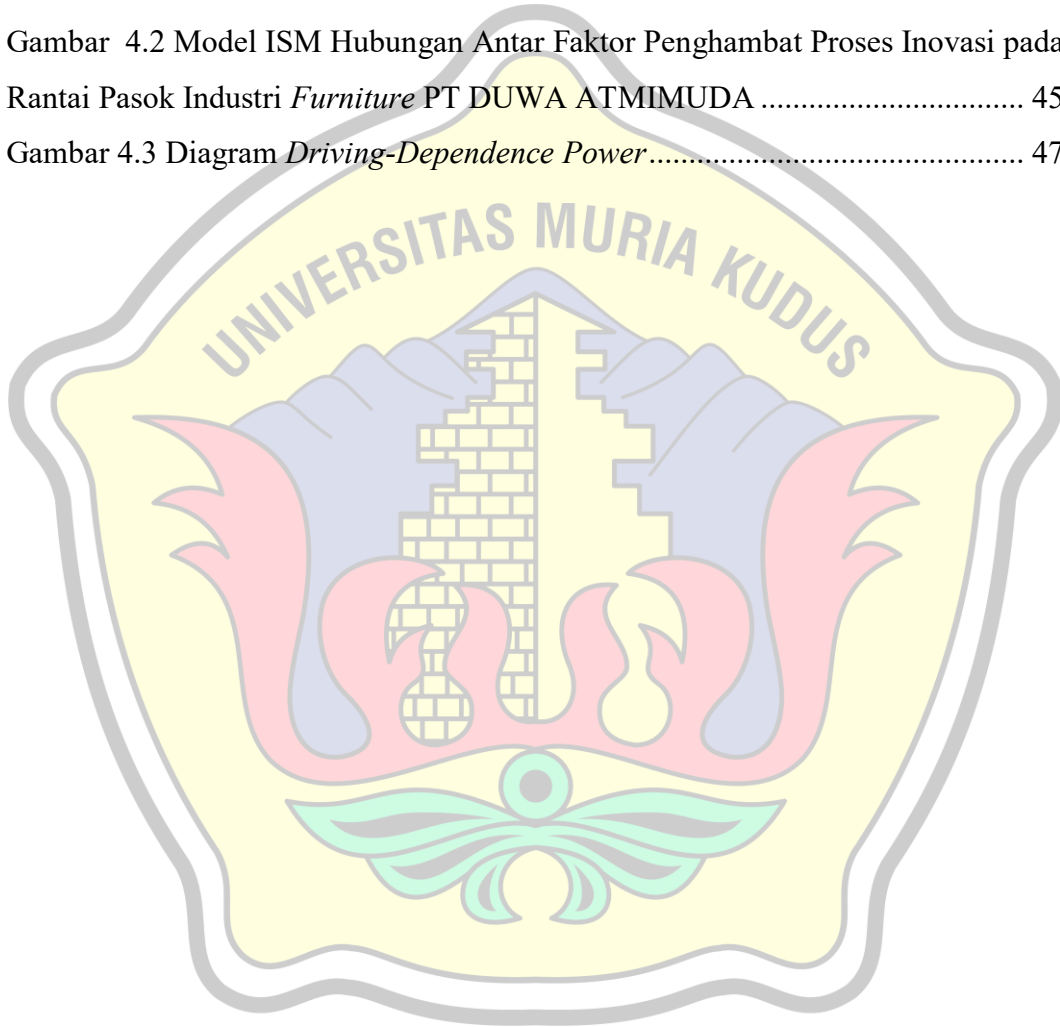 Gambar 4.2 Model ISM Hubungan Antar Faktor Penghambat Proses Inovasi pada
Rantai Pasok Industri Furniture PT DUWA ATMIMUDA ............................... 45
Gambar 4.3 Diagram Driving-Dependence Power ............................................ 47
UNIVERSITAS MURIA KUDUS